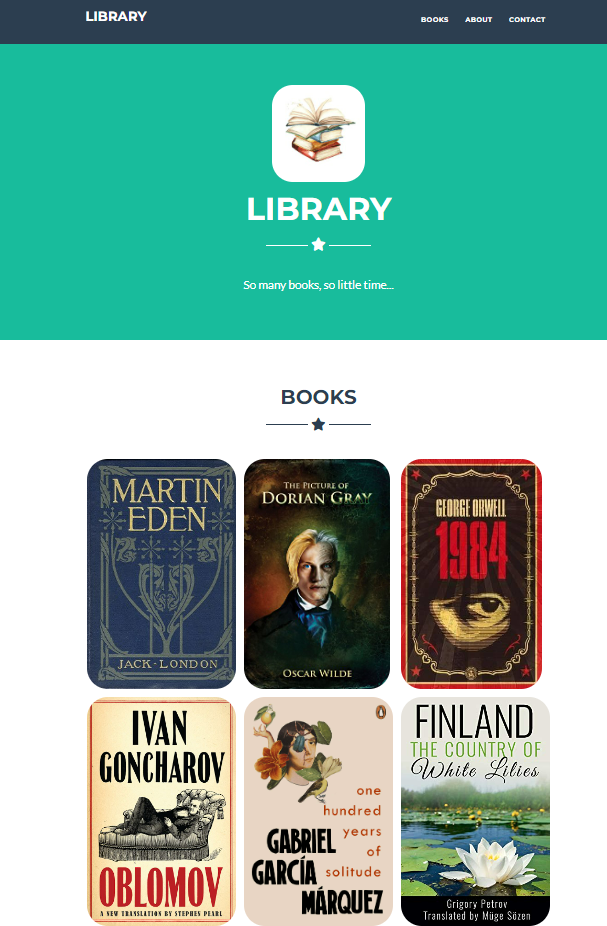 LIBRARY
BOOKS ABOUT CONTACT
LIBRARY
So many books, so little time...
BOOKS
MARTIN
EDEN
JACK·LONDON
THE PICTURE OF
DORIAN GRAY
OSCAR WILDE
GEORGE ORWELL
1984
IVAN
GONCHAROV
OBLOMOV
A NEW TRANSLATION BY STEPHEN PEARL
one
hundred
years
of
solitude
GABRIEL
GARCÍA
MÁRQUEZ
FINLAND
THE COUNTRY OF
White Lilies
Grigory Petrov
Translated by Müge Sözen